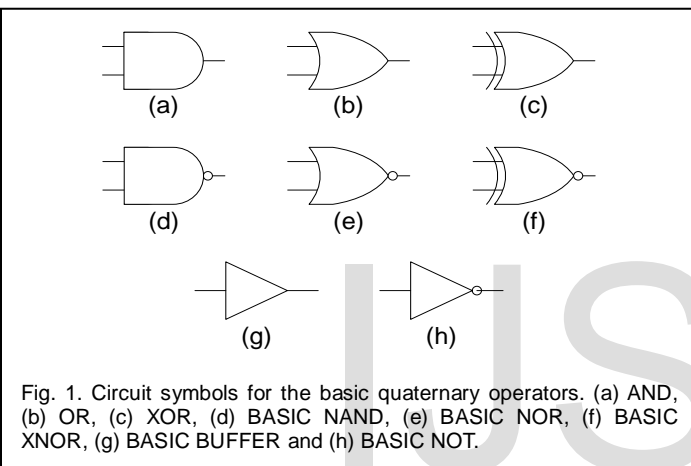 (a) (b) (c)
(d) (e) (f)
(g) (h)
Fig. 1. Circuit symbols for the basic quaternary operators. (a) AND,
(b) OR, (c) XOR, (d) BASIC NAND, (e) BASIC NOR, (f) BASIC
XNOR, (g) BASIC BUFFER and (h) BASIC NOT.
IJS